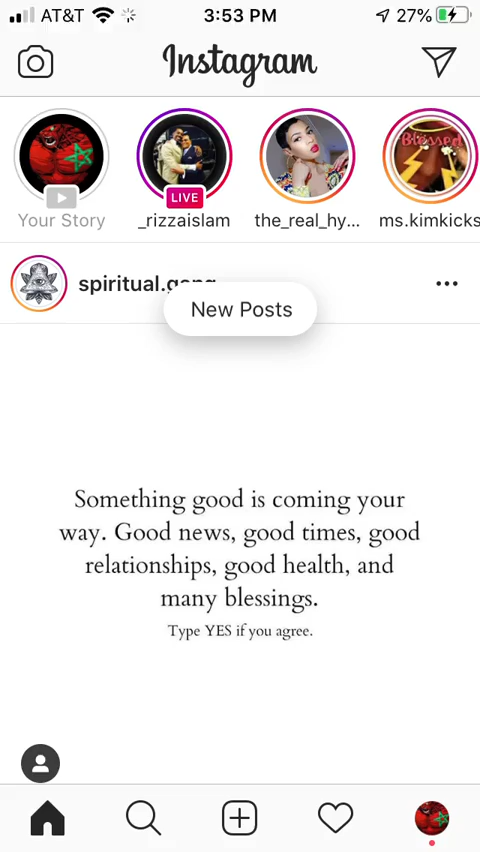 AT&T 3:53 PM 27%
Instagram
LIVE
Blessed
Your Story _rizzaislam the_real_hy... ms.kimkicks
spiritual.gang
New Posts
Something good is coming your
way. Good news, good times, good
relationships, good health, and
many blessings.
Type YES if you agree.